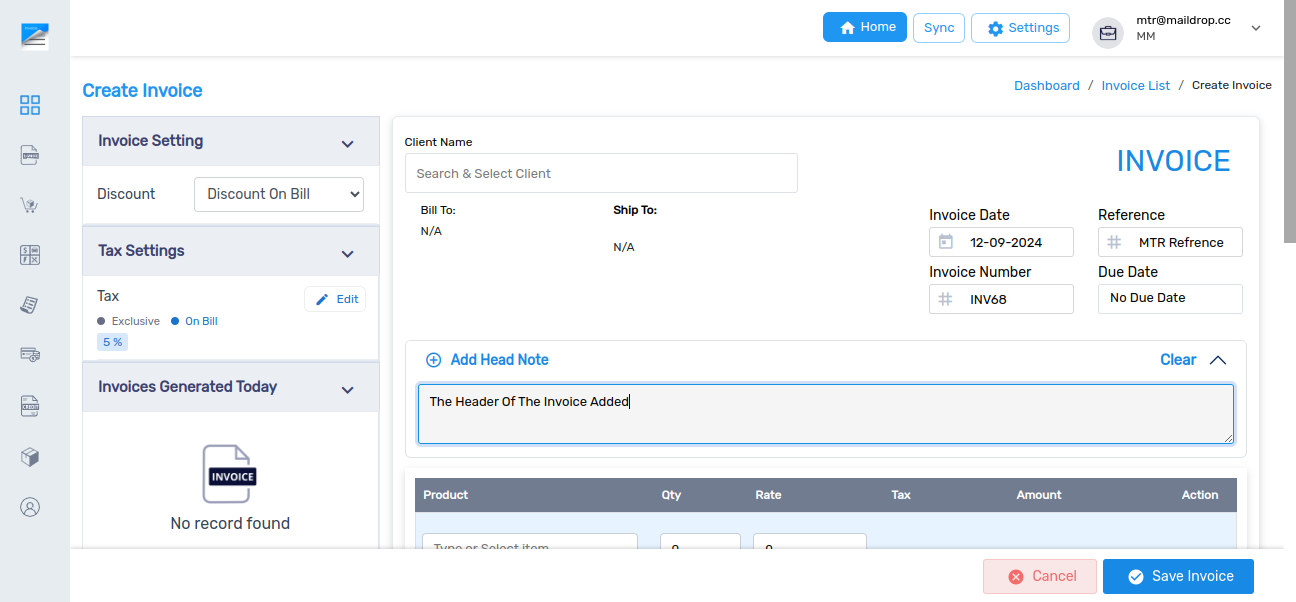 Home
Sync
Settings
mtr@maildrop.cc
MM
Create Invoice
Dashboard / Invoice List / Create Invoice
Invoice Setting
Discount
Discount On Bill
Tax Settings
Tax
Edit
Exclusive
On Bill
5 %
Invoices Generated Today
INVOICE
No record found
Client Name
Search & Select Client
INVOICE
Bill To:
Ship To:
N/A
N/A
Invoice Date
Reference
12-09-2024
MTR Refrence
Invoice Number
Due Date
INV68
No Due Date
Add Head Note
Clear
The Header Of The Invoice Added
Product Qty Rate Tax Amount Action
Type or Select item
0
0
Cancel
Save Invoice